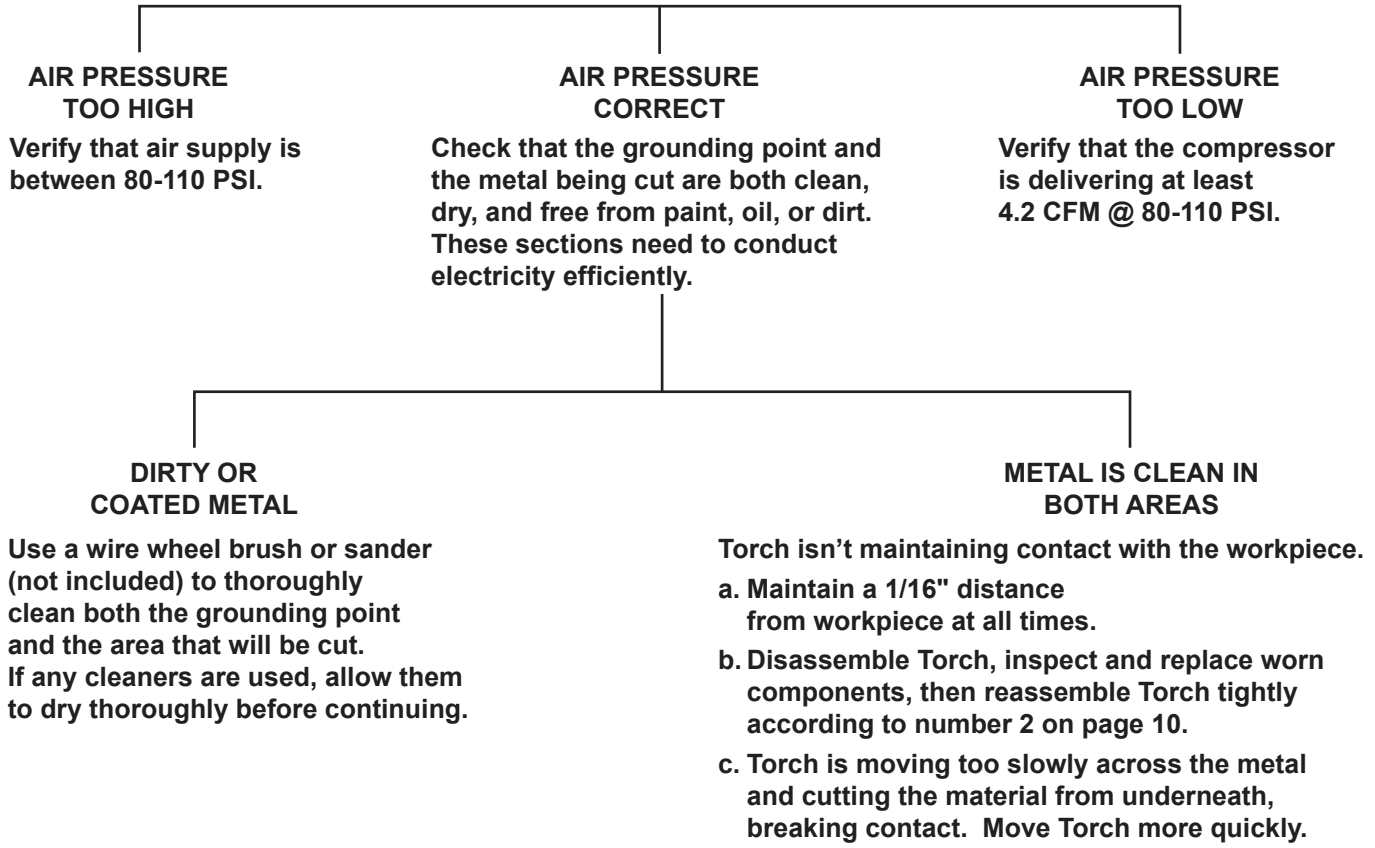 AIR PRESSURE
TOO HIGH
Verify that air supply is
between 80-110 PSI.
AIR PRESSURE
CORRECT
Check that the grounding point and
the metal being cut are both clean,
dry, and free from paint, oil, or dirt.
These sections need to conduct
electricity efficiently.
AIR PRESSURE
TOO LOW
Verify that the compressor
is delivering at least
4.2 CFM @ 80-110 PSI.
DIRTY OR
COATED METAL
Use a wire wheel brush or sander
(not included) to thoroughly
clean both the grounding point
and the area that will be cut.
If any cleaners are used, allow them
to dry thoroughly before continuing.
METAL IS CLEAN IN
BOTH AREAS
Torch isn’t maintaining contact with the workpiece.
a. Maintain a 1/16" distance
from workpiece at all times.
b. Disassemble Torch, inspect and replace worn
components, then reassemble Torch tightly
according to number 2 on page 10.
c. Torch is moving too slowly across the metal
and cutting the material from underneath,
breaking contact.  Move Torch more quickly.